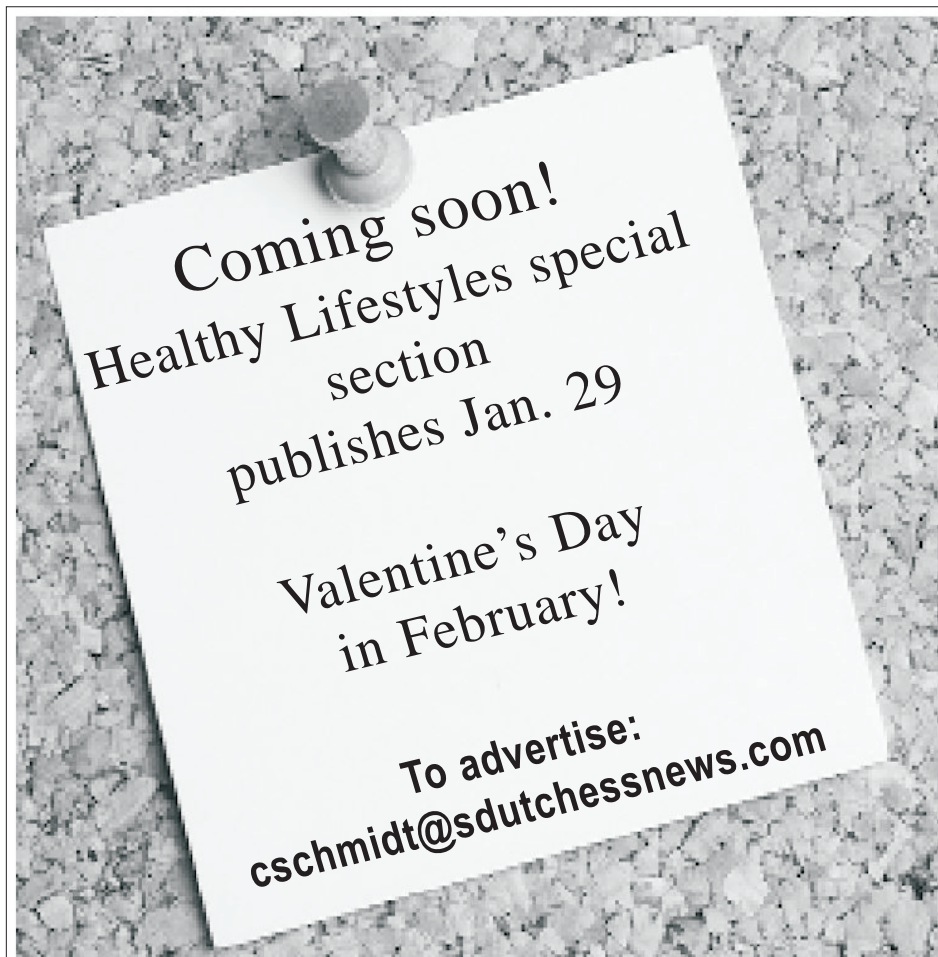 Coming soon!
Healthy Lifestyles special
section
publishes Jan. 29
Valentine’s Day
in February!
To advertise:
cschmidt@sdutchessnews.com